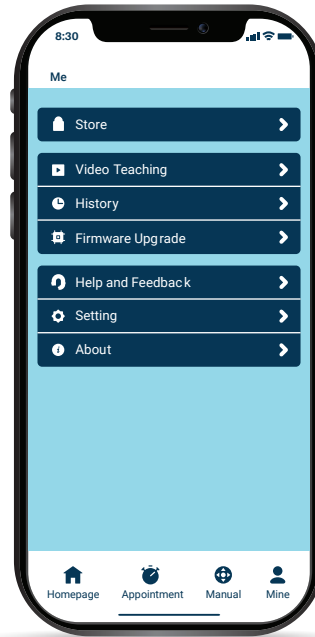 8:30
Me
Store
Video Teaching
History
Firmware Upgrade
Help and Feedback
Setting
About
Homepage Appointment Manual Mine